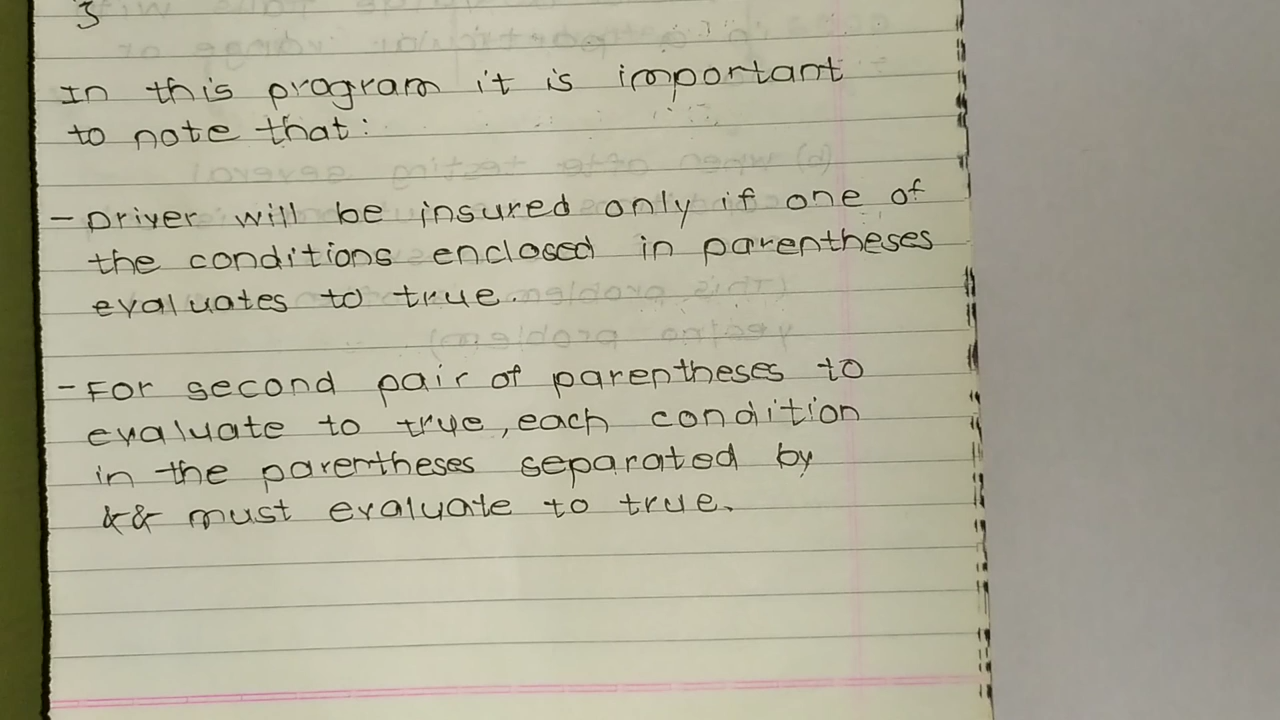 }
In this program it is important
to note that:
- Driver will be insured only if one of
the conditions enclosed in parentheses
evaluates to true.
- For second pair of parentheses to
evaluate to true, each condition
in the parentheses separated by
&& must evaluate to true.